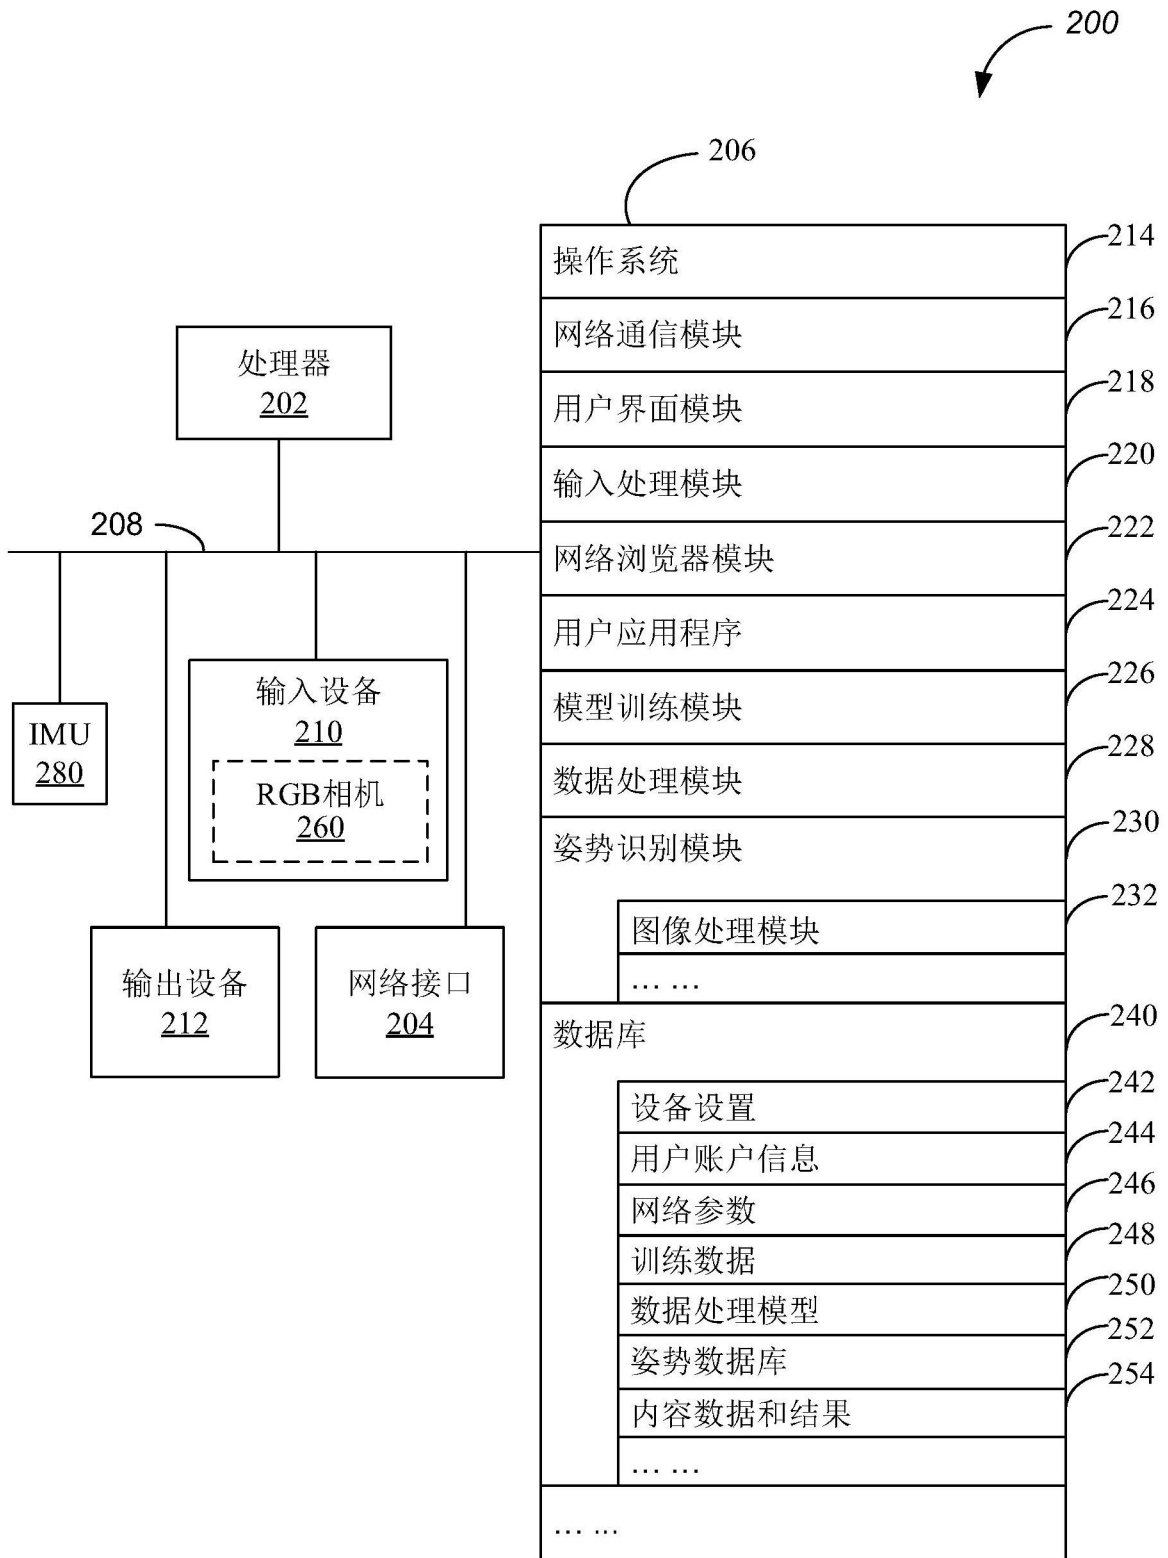 200
206
操作系统
214
网络通信模块
216
用户界面模块
218
输入处理模块
220
网络浏览器模块
222
用户应用程序
224
模型训练模块
226
数据处理模块
228
姿势识别模块
230
图像处理模块
232
... ...
数据库
240
设备设置
242
用户账户信息
244
网络参数
246
训练数据
248
数据处理模型
250
姿势数据库
252
内容数据和结果
254
... ...
... ...
处理器
202
208
IMU
280
输入设备
210
RGB相机
260
输出设备
212
网络接口
204